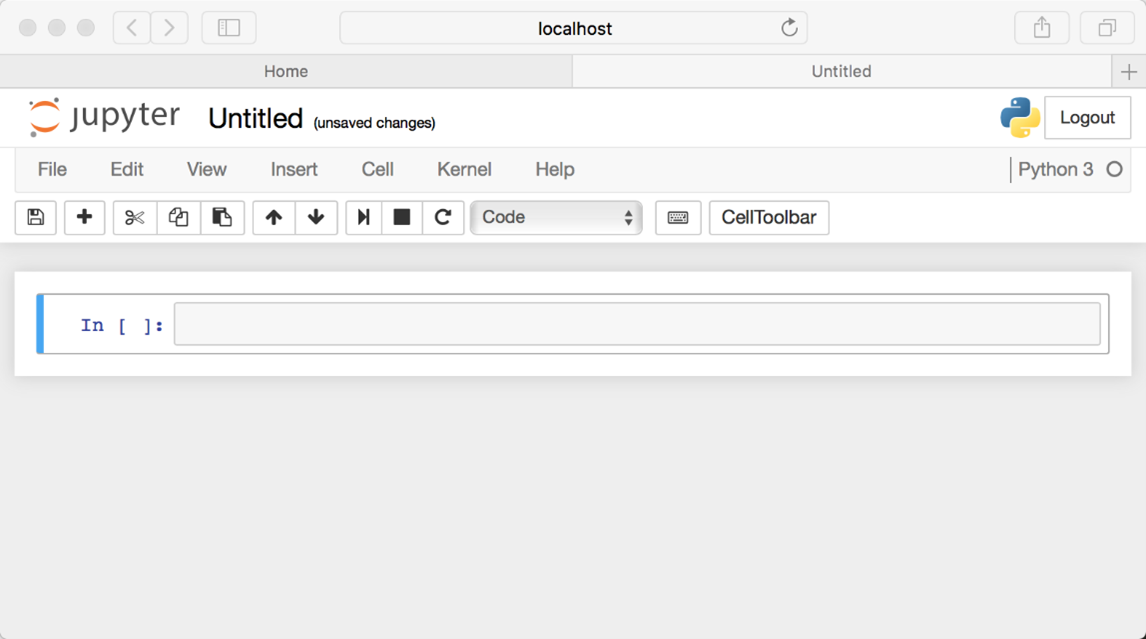 localhost
Home Untitled
jupyter Untitled (unsaved changes) Logout
File Edit View Insert Cell Kernel Help Python 3
Code CellToolbar
In [ ]: